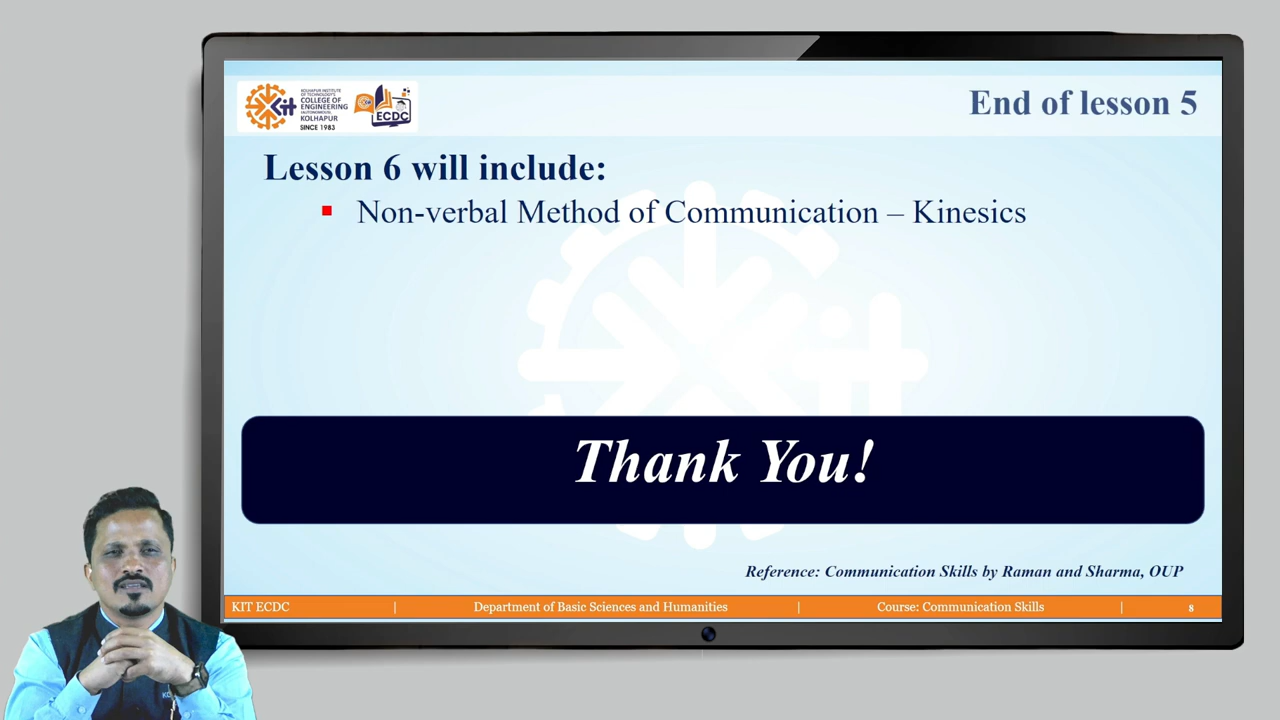 KOLHAPUR INSTITUTE
OF TECHNOLOGY'S
COLLEGE OF
ENGINEERING
(AUTONOMOUS)
KOLHAPUR
SINCE 1983
Kit
ECDC
End of lesson 5
Lesson 6 will include:
▪ Non-verbal Method of Communication – Kinesics
Thank You!
Reference: Communication Skills by Raman and Sharma, OUP
KIT ECDC | Department of Basic Sciences and Humanities | Course: Communication Skills | 8